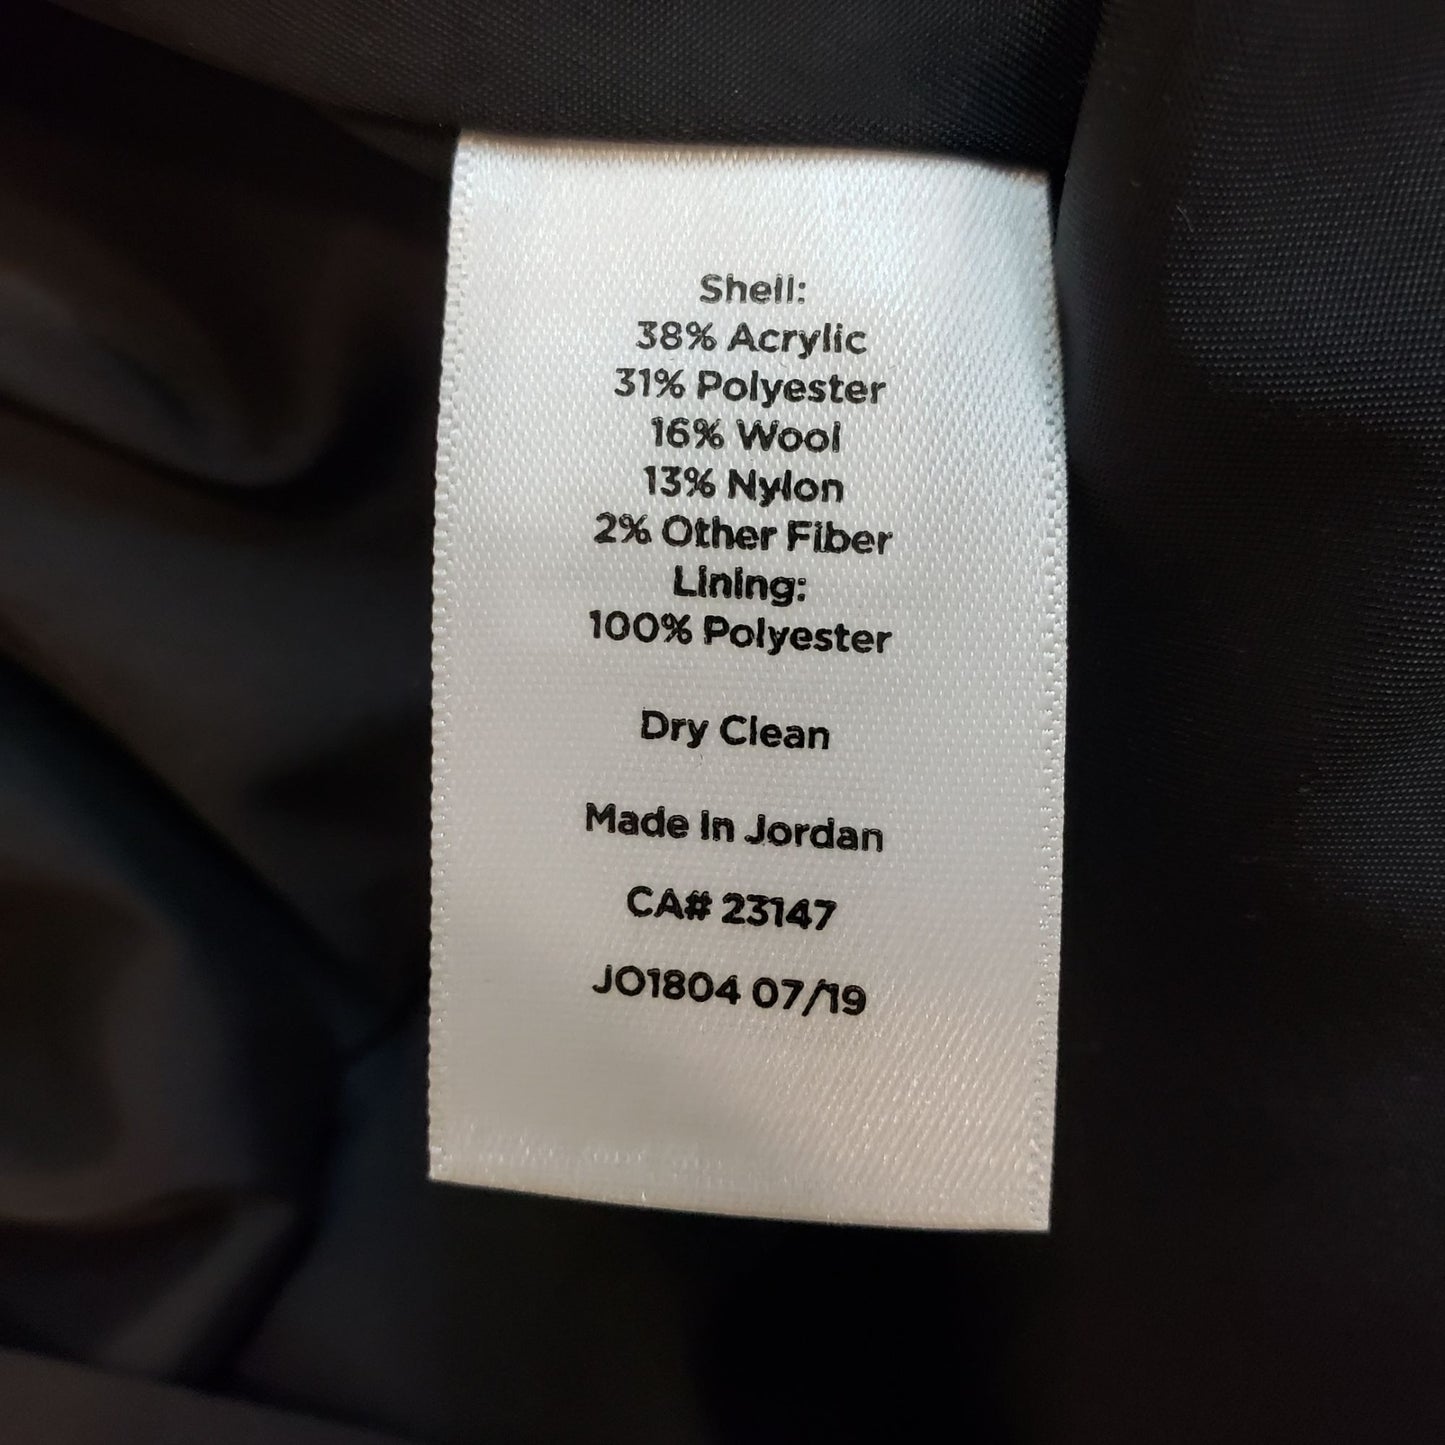 Shell:
38% Acrylic
31% Polyester
16% Wool
13% Nylon
2% Other Fiber
Lining:
100% Polyester
Dry Clean
Made In Jordan
CA# 23147
JO1804 07/19